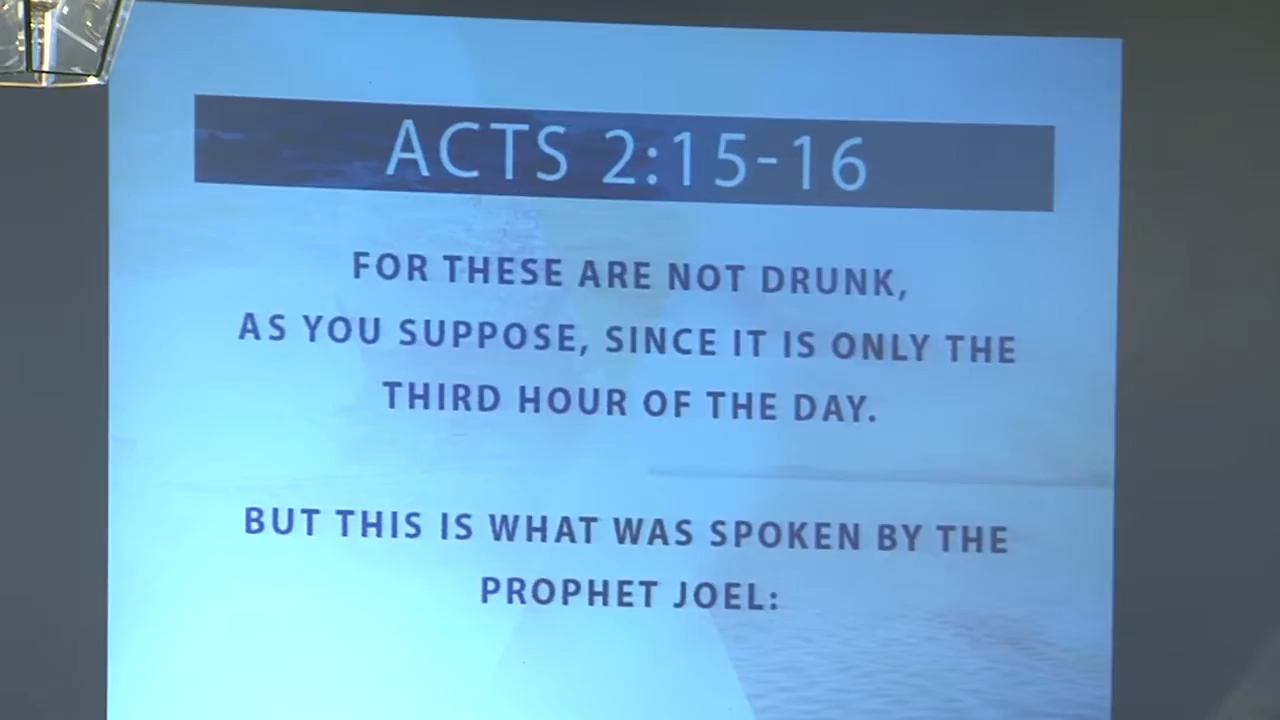 ACTS 2:15-16
FOR THESE ARE NOT DRUNK,
AS YOU SUPPOSE, SINCE IT IS ONLY THE
THIRD HOUR OF THE DAY.
BUT THIS IS WHAT WAS SPOKEN BY THE
PROPHET JOEL: